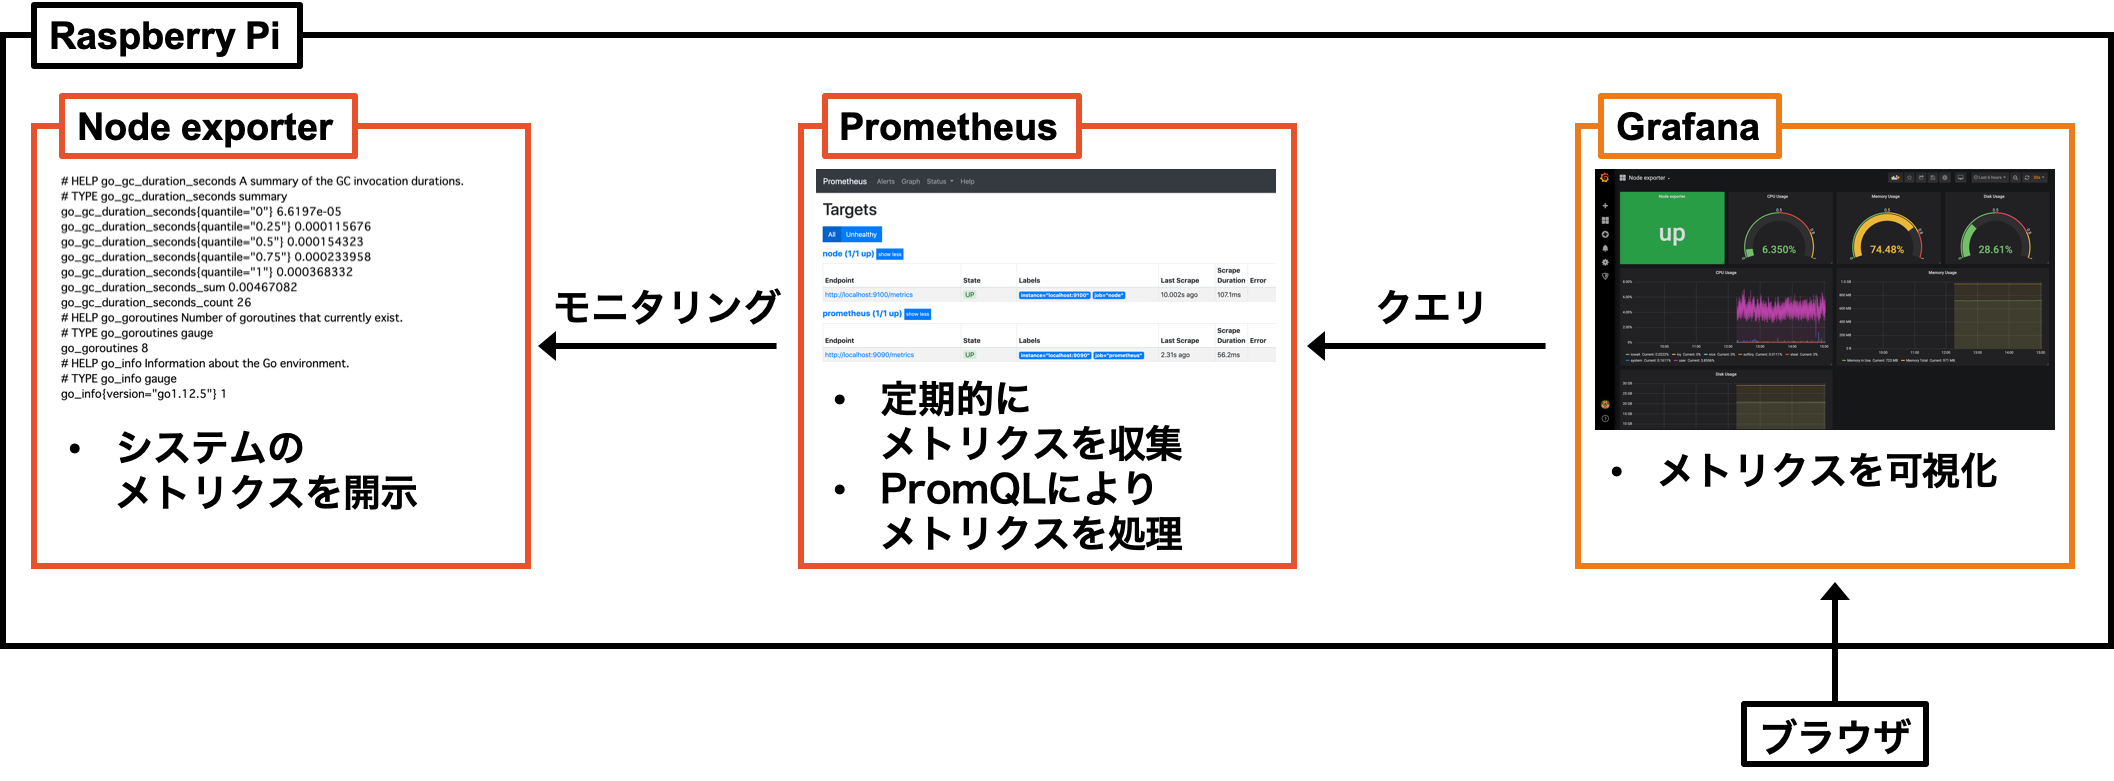 Raspberry Pi
Node exporter
# HELP go_gc_duration_seconds A summary of the GC invocation durations.
# TYPE go_gc_duration_seconds summary
go_gc_duration_seconds{quantile="0"} 6.6197e-05
go_gc_duration_seconds{quantile="0.25"} 0.000115676
go_gc_duration_seconds{quantile="0.5"} 0.000154323
go_gc_duration_seconds{quantile="0.75"} 0.000233958
go_gc_duration_seconds{quantile="1"} 0.000368332
go_gc_duration_seconds_sum 0.00467082
go_gc_duration_seconds_count 26
# HELP go_goroutines Number of goroutines that currently exist.
# TYPE go_goroutines gauge
go_goroutines 8
# HELP go_info Information about the Go environment.
# TYPE go_info gauge
go_info{version="go1.12.5"} 1
• システムの
メトリクスを開示
モニタリング
Prometheus
Prometheus Alerts Graph Status Help
Targets
All Unhealthy
node (1/1 up) show less
Endpoint State Labels Last Scrape Scrape Duration Error
http://localhost:9100/metrics UP instance="localhost:9100" job="node" 10.002s ago 107.1ms
prometheus (1/1 up) show less
Endpoint State Labels Last Scrape Scrape Duration Error
http://localhost:9090/metrics UP instance="localhost:9090" job="prometheus" 2.31s ago 56.2ms
• 定期的に
メトリクスを収集
• PromQLにより
メトリクスを処理
クエリ
Grafana
Node exporter
Last 6 hours
Node exporter CPU Usage Memory Usage Disk Usage
up 6.350% 74.48% 28.61%
CPU Usage Memory Usage
Disk Usage
• メトリクスを可視化
ブラウザ